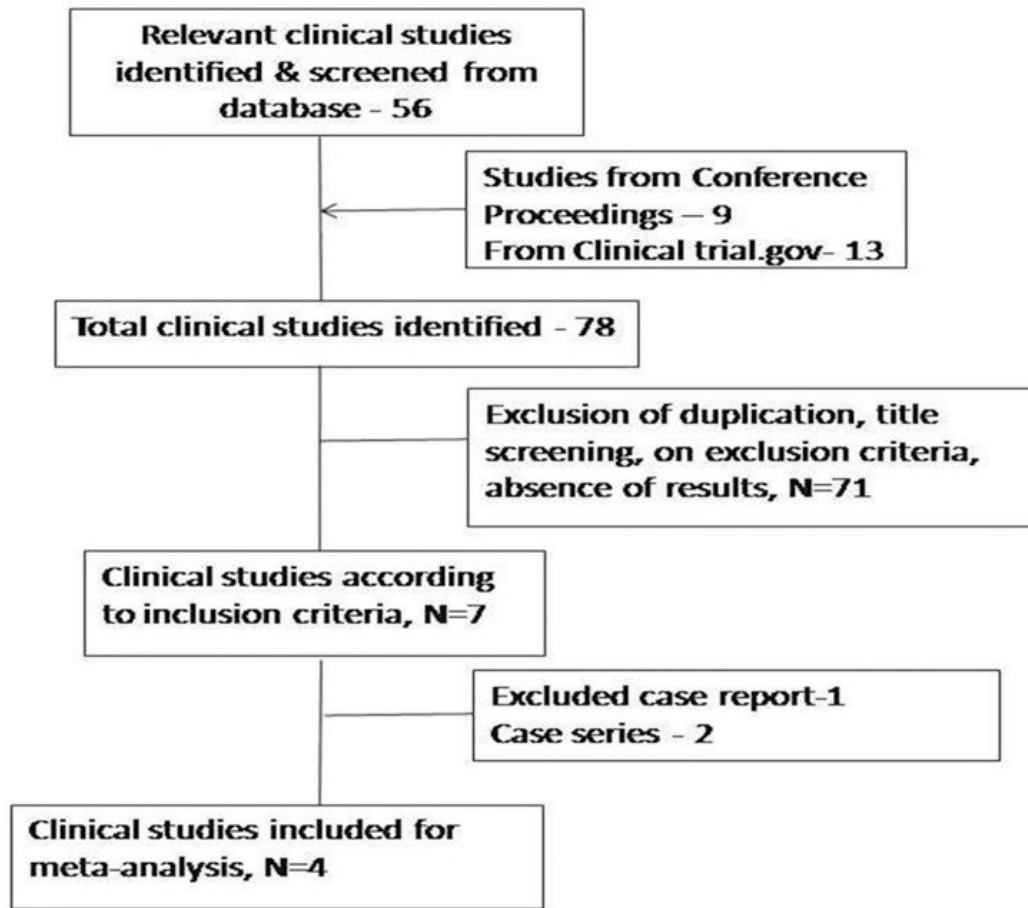 Relevant clinical studies
identified & screened from
database - 56
Studies from Conference
Proceedings – 9
From Clinical trial.gov- 13
Total clinical studies identified - 78
Exclusion of duplication, title
screening, on exclusion criteria,
absence of results, N=71
Clinical studies according
to inclusion criteria, N=7
Excluded case report-1
Case series - 2
Clinical studies included for
meta-analysis, N=4